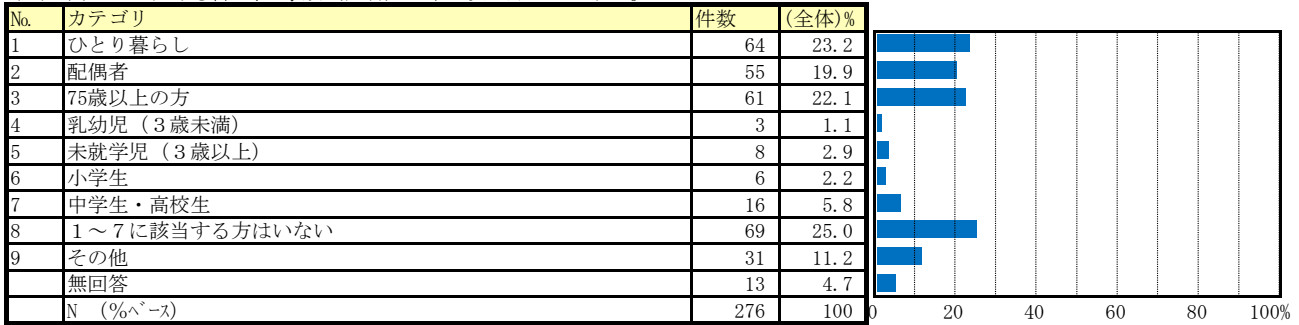 № カテゴリ 件数 (全体)%
1 ひとり暮らし 64 23.2
2 配偶者 55 19.9
3 75歳以上の方 61 22.1
4 乳幼児（３歳未満） 3 1.1
5 未就学児（３歳以上） 8 2.9
6 小学生 6 2.2
7 中学生・高校生 16 5.8
8 １～７に該当する方はいない 69 25.0
9 その他 31 11.2
無回答 13 4.7
N （%ﾍﾞｰｽ） 276 100
0 20 40 60 80 100%